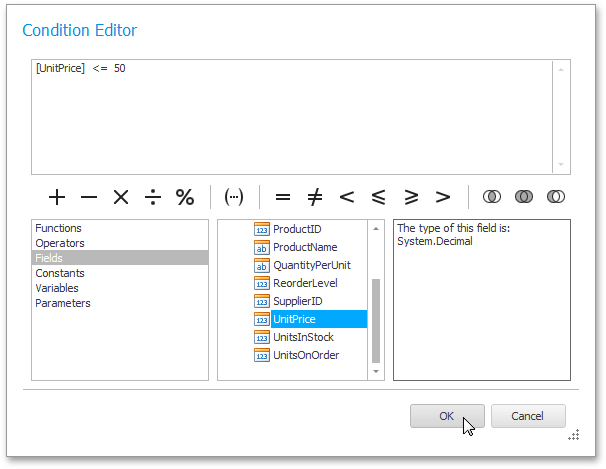 Condition Editor
[UnitPrice] <= 50
+ − × ÷ % (···) = ≠ < ⩽ ⩾ >
Functions
Operators
Fields
Constants
Variables
Parameters
123 ProductID
ab ProductName
ab QuantityPerUnit
123 ReorderLevel
123 SupplierID
123 UnitPrice
123 UnitsInStock
123 UnitsOnOrder
The type of this field is:
System.Decimal
OK Cancel